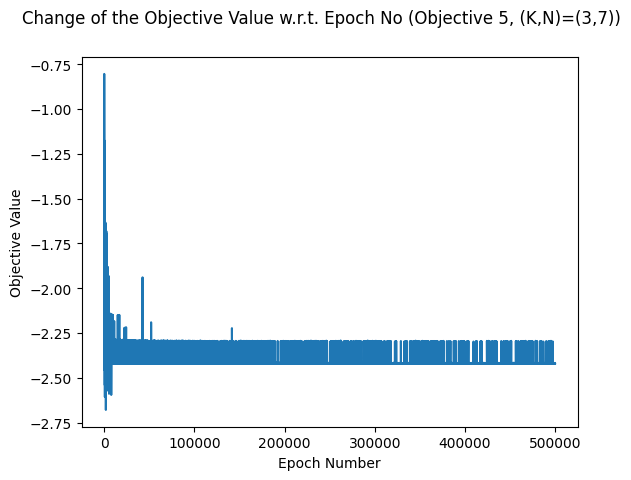 Change of the Objective Value w.r.t. Epoch No (Objective 5, (K,N)=(3,7))
−0.75
−1.00
−1.25
−1.50
−1.75
−2.00
−2.25
−2.50
−2.75
Objective Value
0 100000 200000 300000 400000 500000
Epoch Number